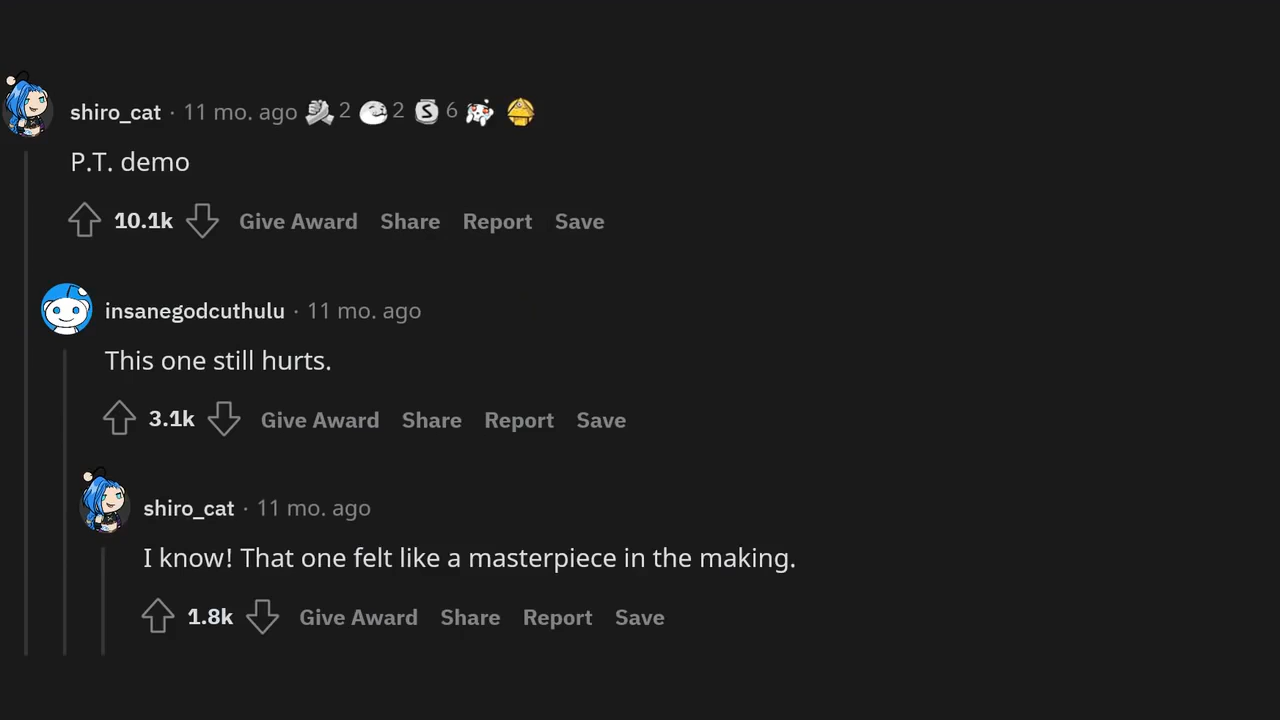 shiro_cat · 11 mo. ago 2 2 S 6
P.T. demo
10.1k Give Award Share Report Save
insanegodcuthulu · 11 mo. ago
This one still hurts.
3.1k Give Award Share Report Save
shiro_cat · 11 mo. ago
I know! That one felt like a masterpiece in the making.
1.8k Give Award Share Report Save